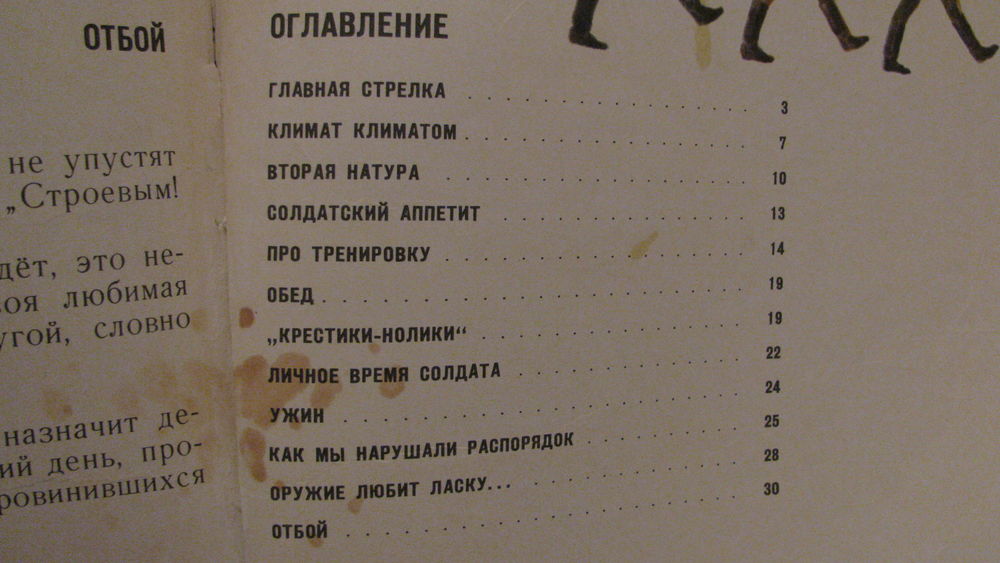 ОТБОЙ
не упустят
„Строевым!
дёт, это не-
воя любимая
угой, словно
назначит де-
ий день, про-
ровинившихся
ОГЛАВЛЕНИЕ
ГЛАВНАЯ СТРЕЛКА . . . . . . . . . . . . . . . 3
КЛИМАТ КЛИМАТОМ . . . . . . . . . . . . . . . 7
ВТОРАЯ НАТУРА . . . . . . . . . . . . . . . 10
СОЛДАТСКИЙ АППЕТИТ . . . . . . . . . . . . . 13
ПРО ТРЕНИРОВКУ . . . . . . . . . . . . . . . 14
ОБЕД . . . . . . . . . . . . . . . . . . . . 19
„КРЕСТИКИ-НОЛИКИ“ . . . . . . . . . . . . . . 19
ЛИЧНОЕ ВРЕМЯ СОЛДАТА . . . . . . . . . . . . 22
УЖИН . . . . . . . . . . . . . . . . . . . . 24
КАК МЫ НАРУШАЛИ РАСПОРЯДОК . . . . . . . . . 25
ОРУЖИЕ ЛЮБИТ ЛАСКУ... . . . . . . . . . . . . 28
ОТБОЙ . . . . . . . . . . . . . . . . . . . . 30